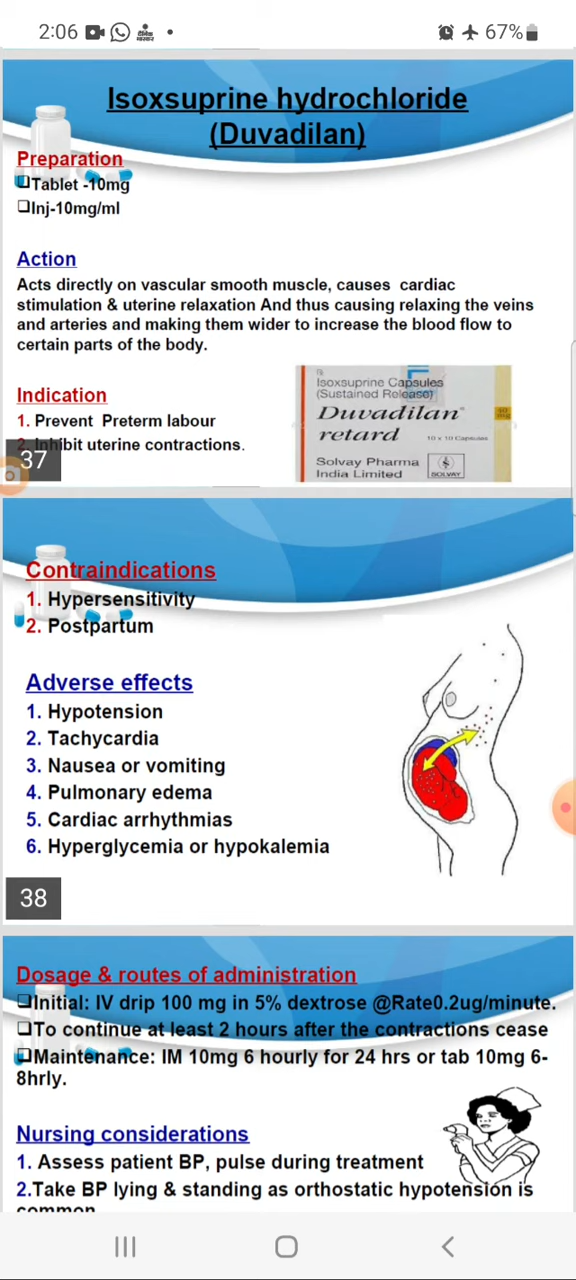 2:06
67%
Isoxsuprine hydrochloride
(Duvadilan)
Preparation
❑Tablet -10mg
❑Inj-10mg/ml
Action
Acts directly on vascular smooth muscle, causes cardiac
stimulation & uterine relaxation And thus causing relaxing the veins
and arteries and making them wider to increase the blood flow to
certain parts of the body.
Indication
1. Prevent Preterm labour
2. Inhibit uterine contractions.
37
Isoxsuprine Capsules
(Sustained Release)
Duvadilan
retard
10 x 10 Capsules
Solvay Pharma
India Limited
SOLVAY
Contraindications
1. Hypersensitivity
2. Postpartum
Adverse effects
1. Hypotension
2. Tachycardia
3. Nausea or vomiting
4. Pulmonary edema
5. Cardiac arrhythmias
6. Hyperglycemia or hypokalemia
38
Dosage & routes of administration
❑Initial: IV drip 100 mg in 5% dextrose @Rate0.2ug/minute.
❑To continue at least 2 hours after the contractions cease
❑Maintenance: IM 10mg 6 hourly for 24 hrs or tab 10mg 6-
8hrly.
Nursing considerations
1. Assess patient BP, pulse during treatment
2.Take BP lying & standing as orthostatic hypotension is
common